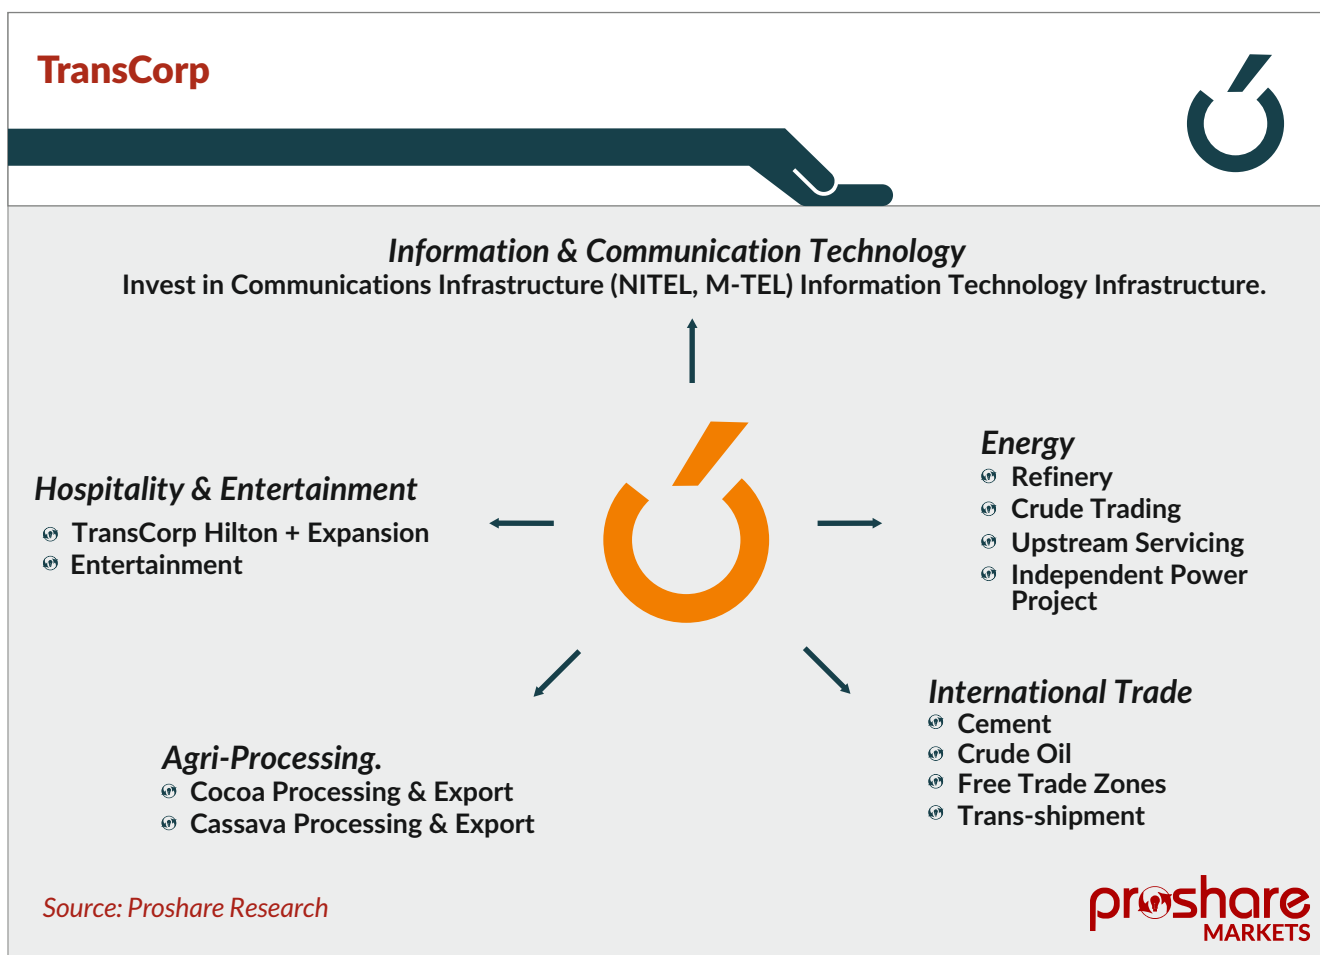 TransCorp
Information & Communication Technology
Invest in Communications Infrastructure (NITEL, M-TEL) Information Technology Infrastructure.
Hospitality & Entertainment
TransCorp Hilton + Expansion
Entertainment
Energy
Refinery
Crude Trading
Upstream Servicing
Independent Power
Project
Agri-Processing.
Cocoa Processing & Export
Cassava Processing & Export
International Trade
Cement
Crude Oil
Free Trade Zones
Trans-shipment
Source: Proshare Research
proshare
MARKETS